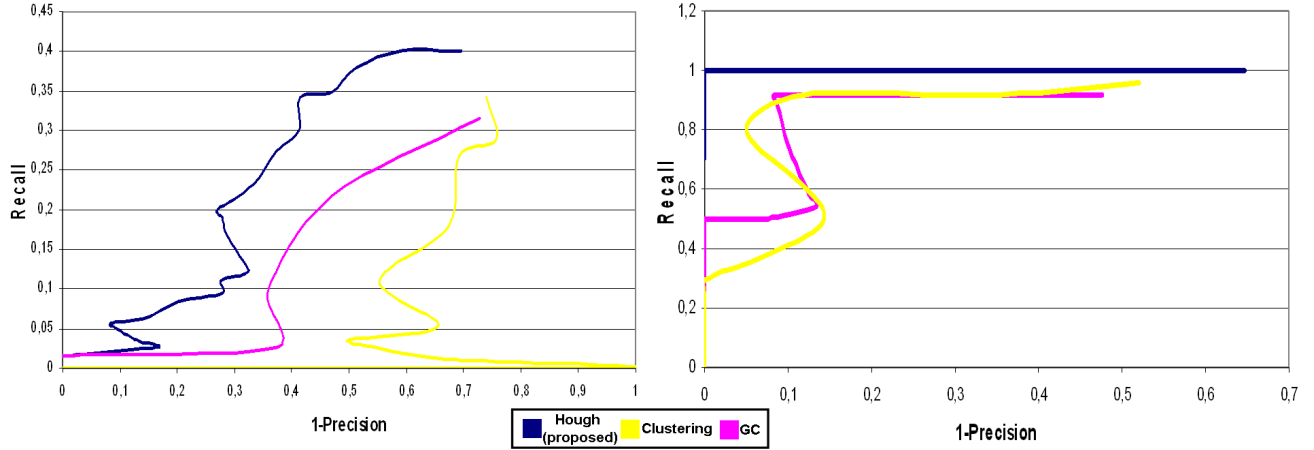 0,45
0,4
0,35
0,3
0,25
0,2
0,15
0,1
0,05
0
Recall
0 0,1 0,2 0,3 0,4 0,5 0,6 0,7 0,8 0,9 1
1-Precision
1,2
1
0,8
0,6
0,4
0,2
0
Recall
0 0,1 0,2 0,3 0,4 0,5 0,6 0,7
1-Precision
Hough
(proposed)
Clustering
GC